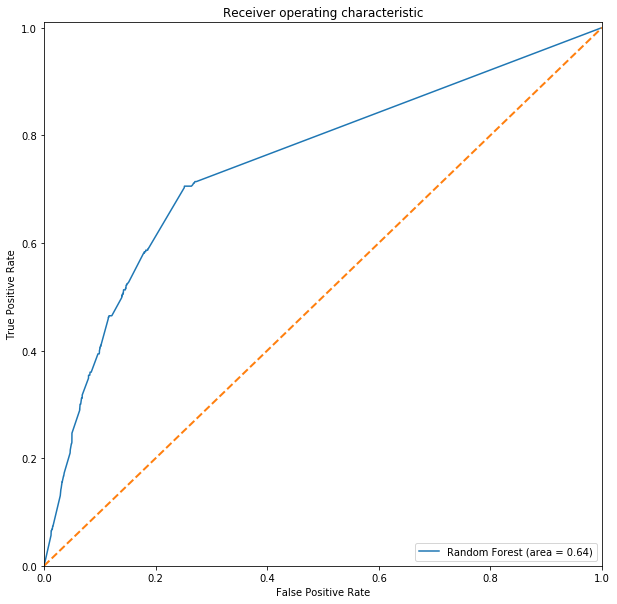 Receiver operating characteristic
1.0
0.8
0.6
0.4
0.2
0.0
True Positive Rate
Random Forest (area = 0.64)
0.0 0.2 0.4 0.6 0.8 1.0
False Positive Rate